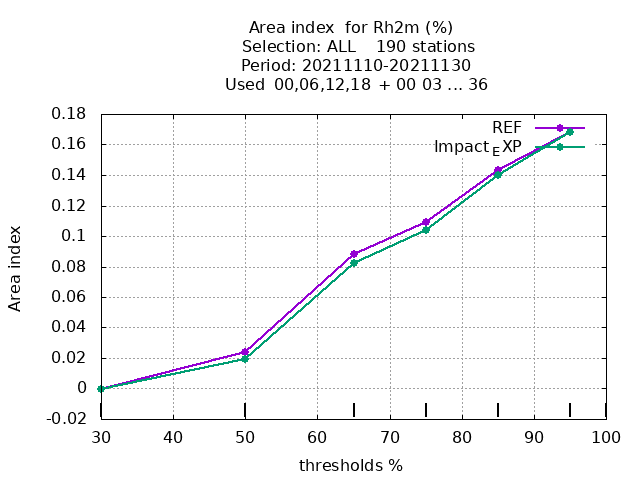 Area index  for Rh2m (%)
Selection: ALL    190 stations
Period: 20211110-20211130
Used  00,06,12,18  + 00 03 ... 36
0.18
REF
0.16
Impact_EXP
0.14
0.12
0.1
0.08
0.06
0.04
0.02
0
-0.02
Area index
30 40 50 60 70 80 90 100
thresholds %